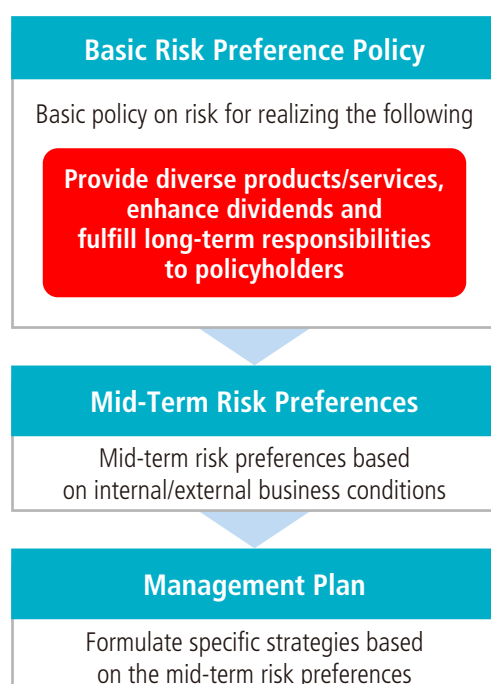 Basic Risk Preference Policy
Basic policy on risk for realizing the following
Provide diverse products/services,
enhance dividends and
fulfill long-term responsibilities
to policyholders
Mid-Term Risk Preferences
Mid-term risk preferences based
on internal/external business conditions
Management Plan
Formulate specific strategies based
on the mid-term risk preferences